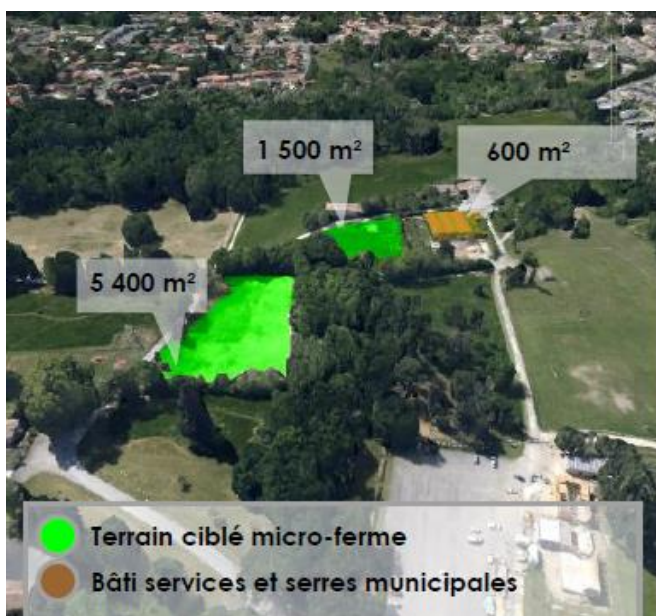 1 500 m²
600 m²
5 400 m²
Terrain ciblé micro-ferme
Bâti services et serres municipales